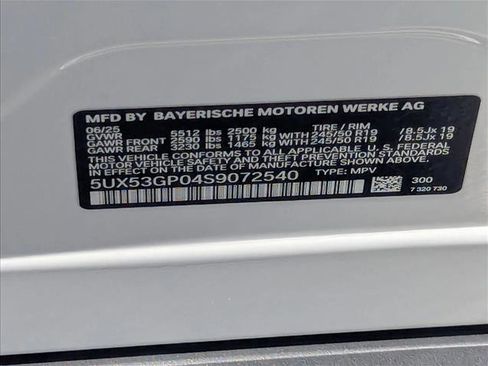 MFD BY BAYERISCHE MOTOREN WERKE AG
06/25 5512 lbs 2500 kg TIRE / RIM
GVWR
GAWR FRONT 2590 lbs 1175 kg WITH 245/50 R19 /8.5Jx 19
GAWR REAR 3230 lbs 1465 kg WITH 245/50 R19 /8.5Jx 19
THIS VEHICLE CONFORMS TO ALL APPLICABLE U.S. FEDERAL
MOTOR VEHICLE SAFETY AND THEFT PREVENTION STANDARDS
IN EFFECT ON THE DATE OF MANUFACTURE SHOWN ABOVE.
5UX53GP04S9072540 TYPE: MPV
300
7 320 730